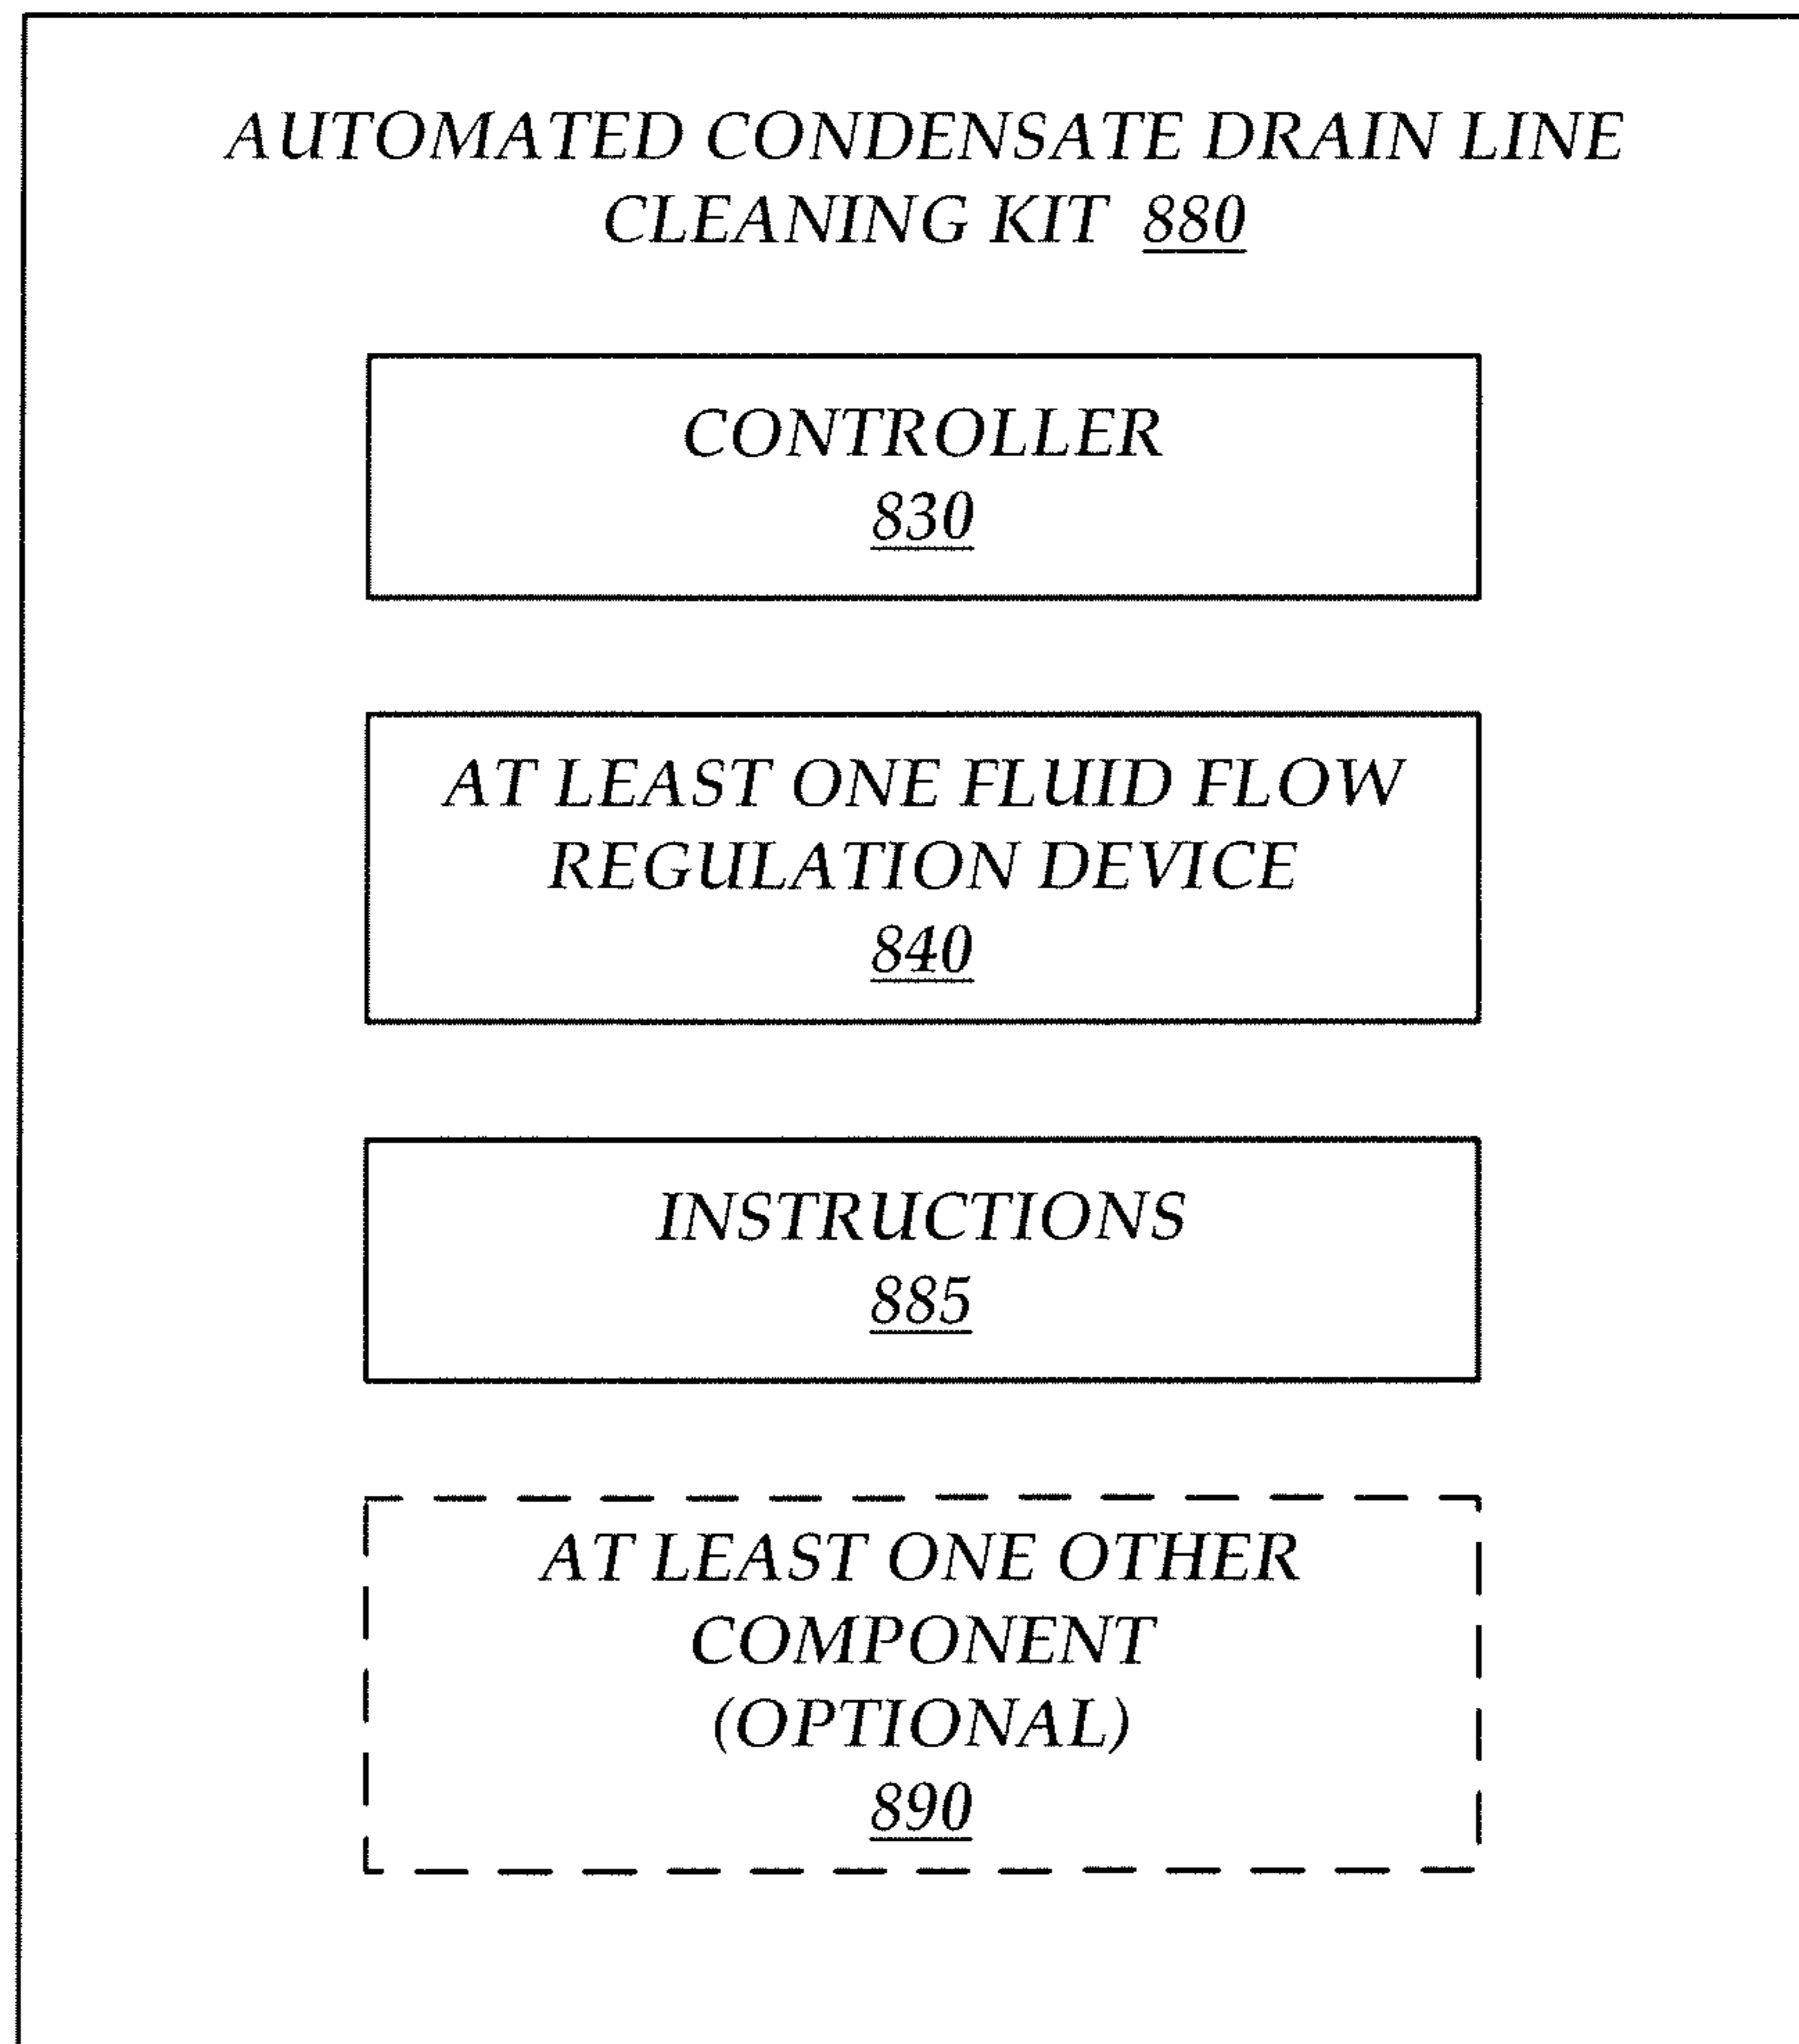 AUTOMATED CONDENSATE DRAIN LINE
CLEANING KIT 880
CONTROLLER
830
AT LEAST ONE FLUID FLOW
REGULATION DEVICE
840
INSTRUCTIONS
885
AT LEAST ONE OTHER
COMPONENT
(OPTIONAL)
890